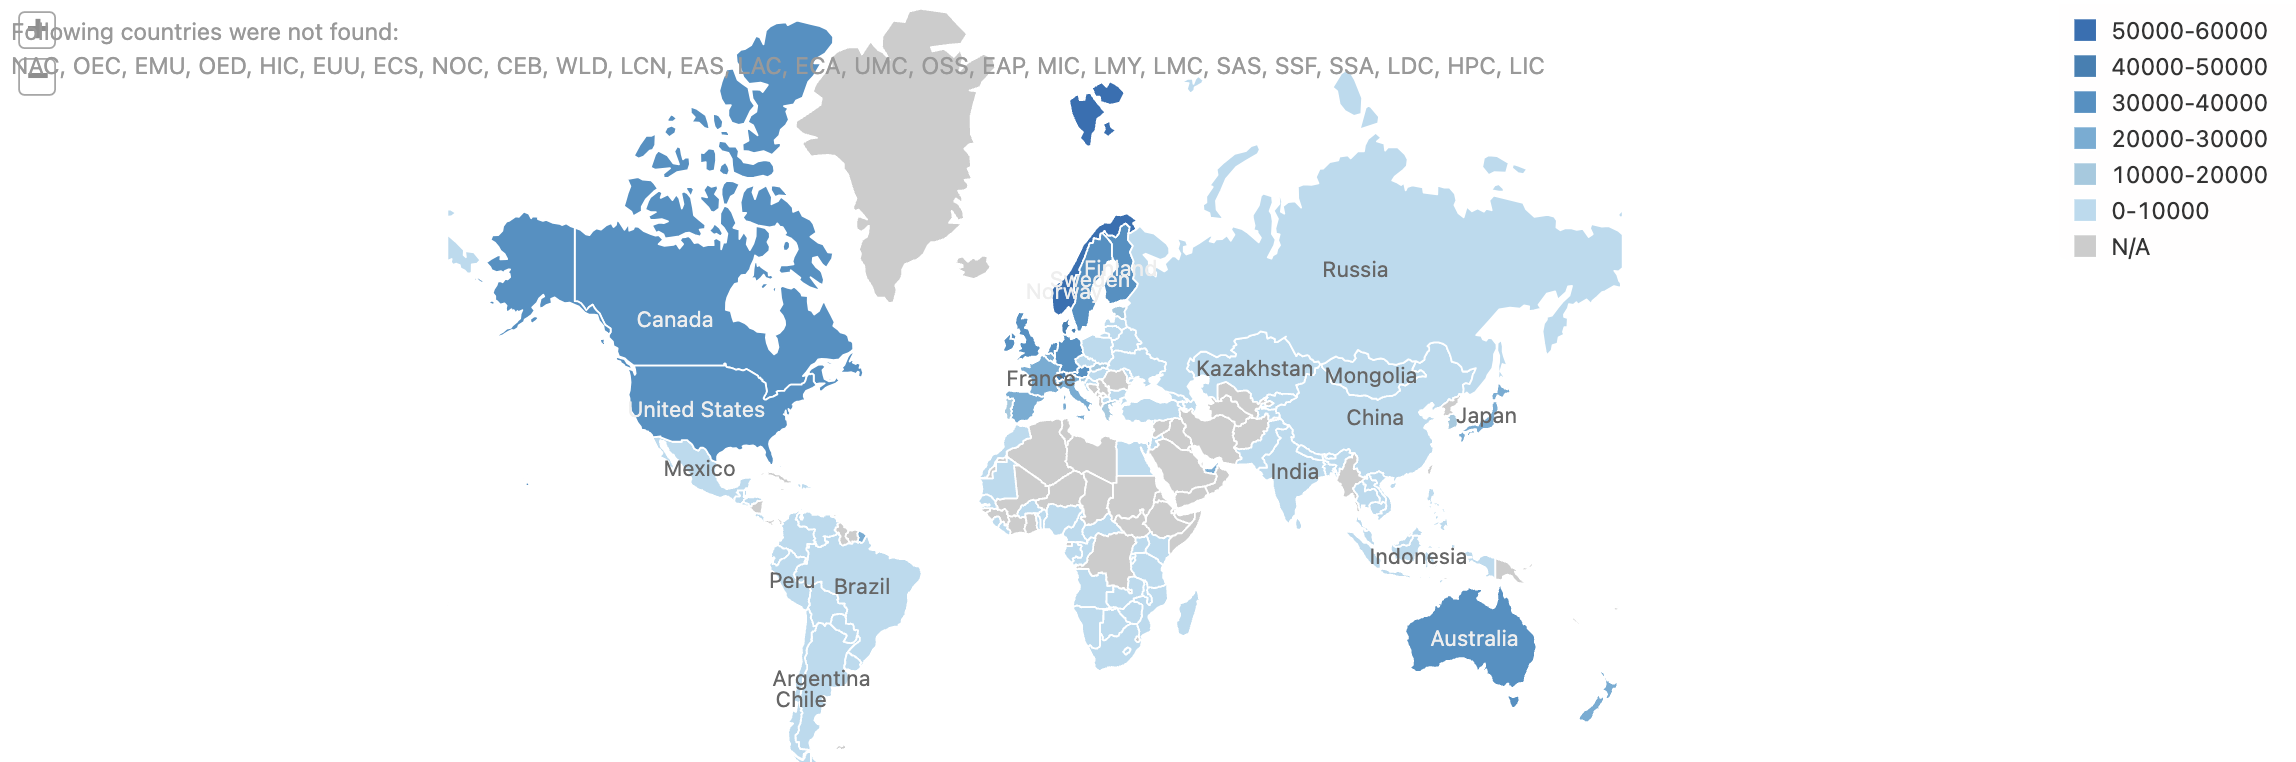 Following countries were not found:
NAC, OEC, EMU, OED, HIC, EUU, ECS, NOC, CEB, WLD, LCN, EAS, LAC, ECA, UMC, OSS, EAP, MIC, LMY, LMC, SAS, SSF, SSA, LDC, HPC, LIC
+
−
50000-60000
40000-50000
30000-40000
20000-30000
10000-20000
0-10000
N/A
Finland
Sweden
Norway
Russia
Canada
Kazakhstan
Mongolia
France
United States
China
Japan
Mexico
India
Indonesia
Peru
Brazil
Australia
Argentina
Chile